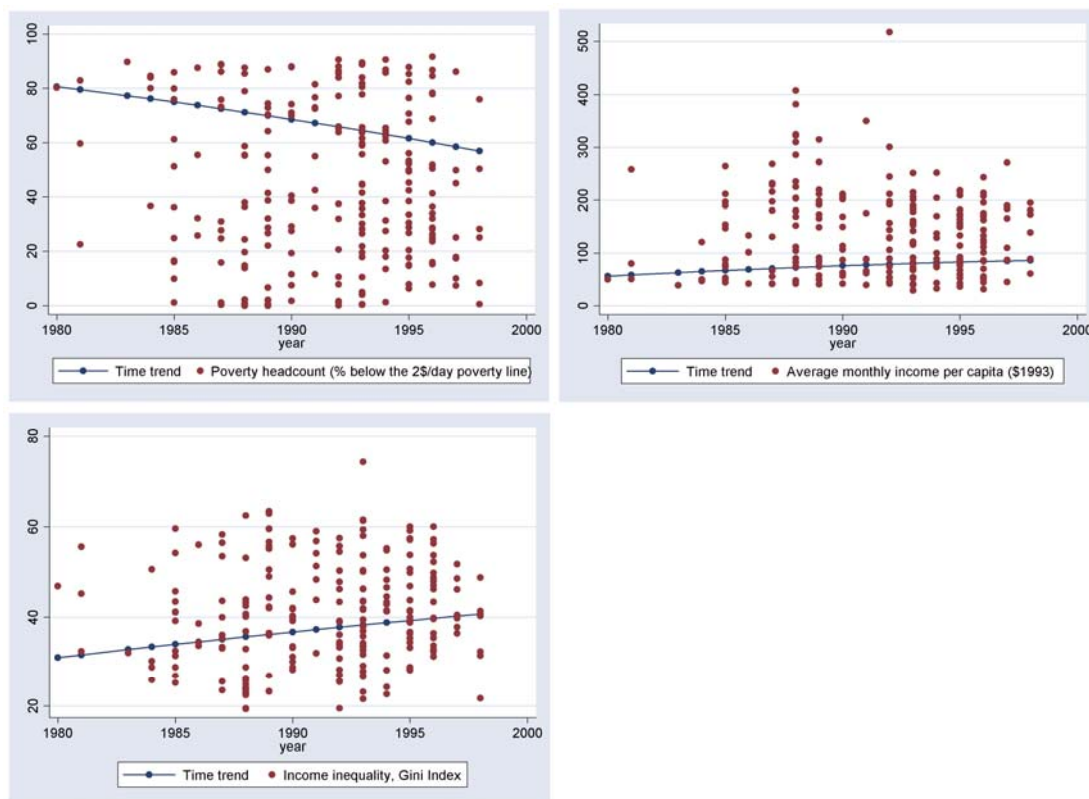 100
80
60
40
20
0
1980 1985 1990 1995 2000
year
Time trend Poverty headcount (% below the 2$/day poverty line)
500
400
300
200
100
0
1980 1985 1990 1995 2000
year
Time trend Average monthly income per capita ($1993)
80
60
40
20
1980 1985 1990 1995 2000
year
Time trend Income inequality, Gini Index